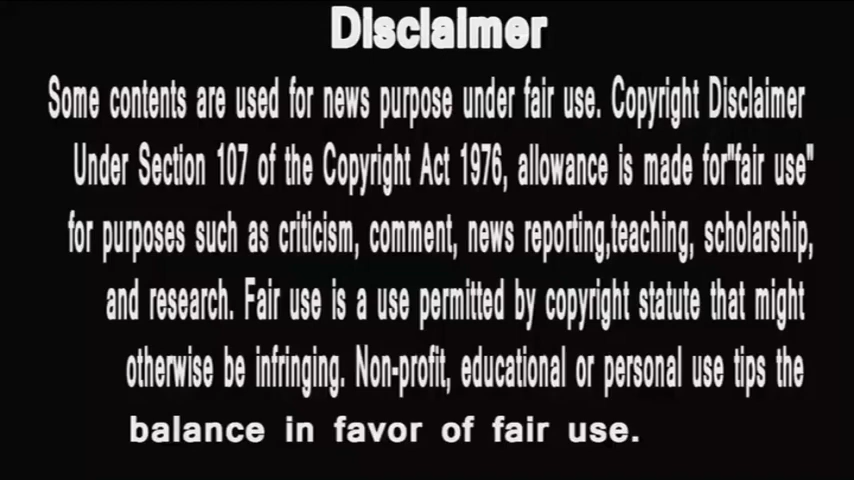 Disclaimer
Some contents are used for news purpose under fair use. Copyright Disclaimer
Under Section 107 of the Copyright Act 1976, allowance is made for"fair use"
for purposes such as criticism, comment, news reporting,teaching, scholarship,
and research. Fair use is a use permitted by copyright statute that might
otherwise be infringing. Non-profit, educational or personal use tips the
balance in favor of fair use.